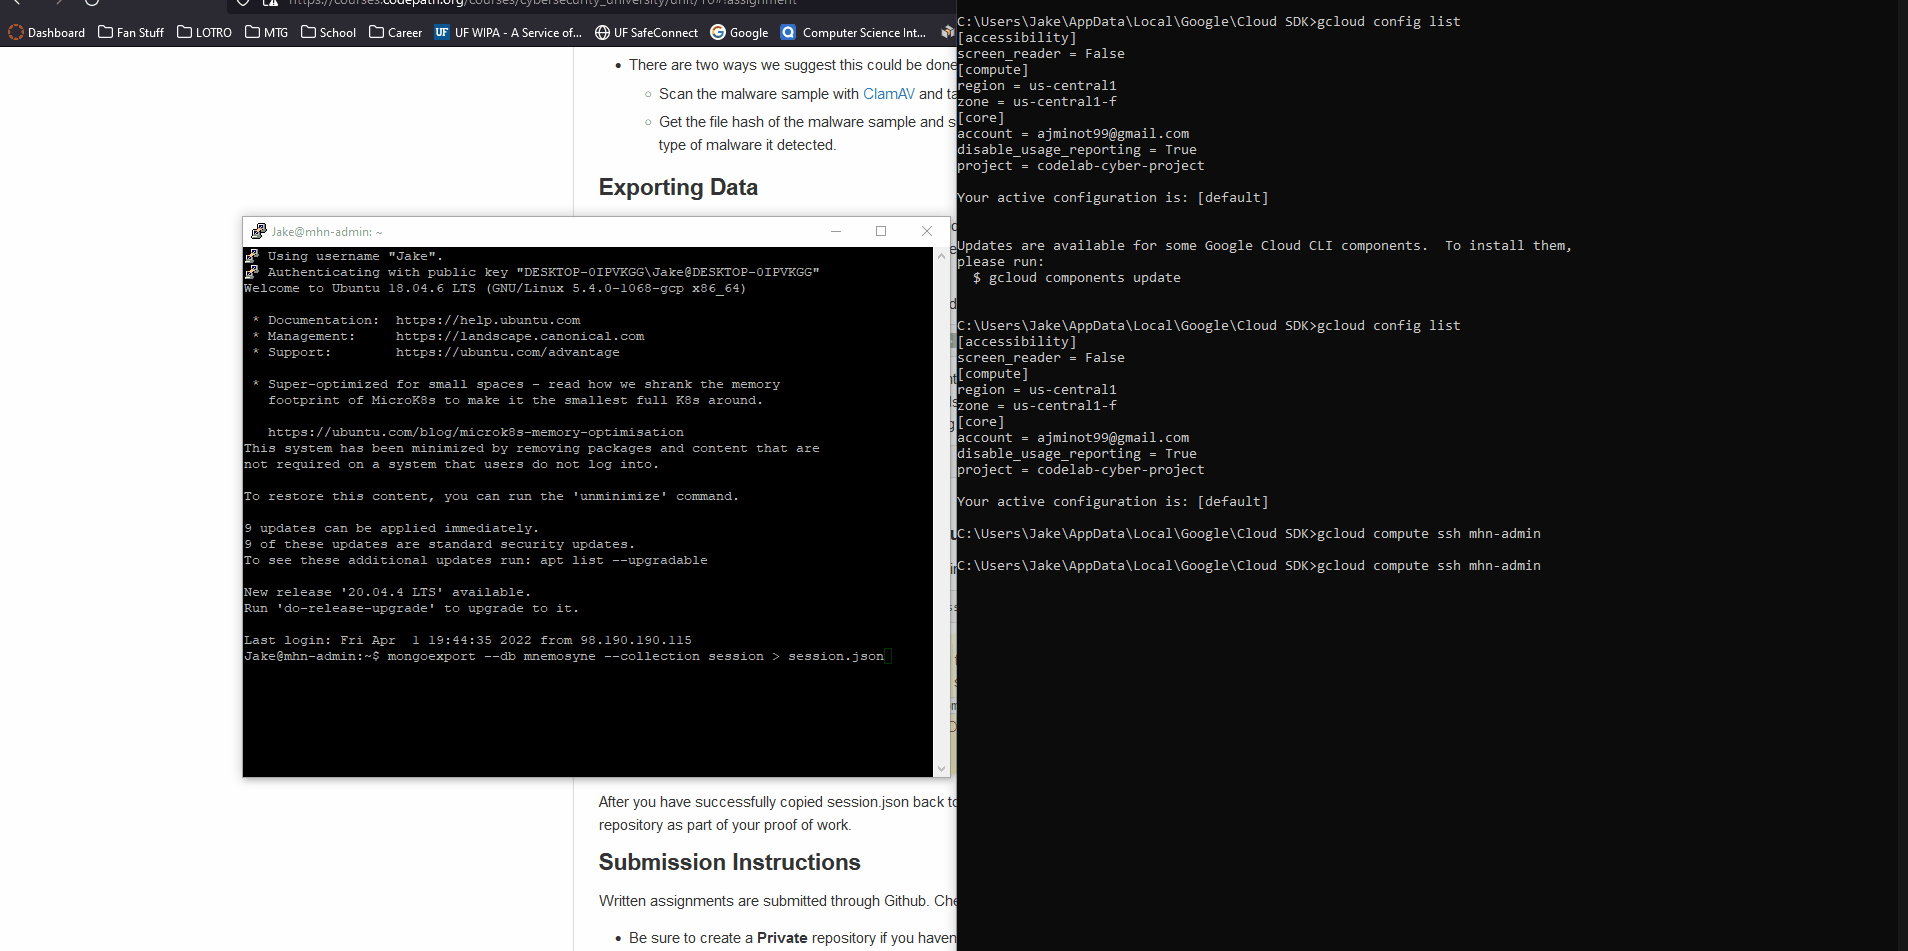 https://courses.codepath.org/courses/cybersecurity_university/unit/10#!assignment
Dashboard
Fan Stuff
LOTRO
MTG
School
Career
UF UF WIPA - A Service of...
UF SafeConnect
Google
Computer Science Int...
There are two ways we suggest this could be done
Scan the malware sample with ClamAV and ta
Get the file hash of the malware sample and s
type of malware it detected.
Exporting Data
Jake@mhn-admin: ~
Using username "Jake".
Authenticating with public key "DESKTOP-0IPVKGG\Jake@DESKTOP-0IPVKGG"
Welcome to Ubuntu 18.04.6 LTS (GNU/Linux 5.4.0-1068-gcp x86_64)
* Documentation:  https://help.ubuntu.com
* Management:     https://landscape.canonical.com
* Support:        https://ubuntu.com/advantage
* Super-optimized for small spaces - read how we shrank the memory
footprint of MicroK8s to make it the smallest full K8s around.
https://ubuntu.com/blog/microk8s-memory-optimisation
This system has been minimized by removing packages and content that are
not required on a system that users do not log into.
To restore this content, you can run the 'unminimize' command.
9 updates can be applied immediately.
9 of these updates are standard security updates.
To see these additional updates run: apt list --upgradable
New release '20.04.4 LTS' available.
Run 'do-release-upgrade' to upgrade to it.
Last login: Fri Apr  1 19:44:35 2022 from 98.190.190.115
Jake@mhn-admin:~$ mongoexport --db mnemosyne --collection session > session.json
After you have successfully copied session.json back to
repository as part of your proof of work.
Submission Instructions
Written assignments are submitted through Github. Che
Be sure to create a Private repository if you haven
C:\Users\Jake\AppData\Local\Google\Cloud SDK>gcloud config list
[accessibility]
screen_reader = False
[compute]
region = us-central1
zone = us-central1-f
[core]
account = ajminot99@gmail.com
disable_usage_reporting = True
project = codelab-cyber-project
Your active configuration is: [default]
Updates are available for some Google Cloud CLI components.  To install them,
please run:
$ gcloud components update
C:\Users\Jake\AppData\Local\Google\Cloud SDK>gcloud config list
[accessibility]
screen_reader = False
[compute]
region = us-central1
zone = us-central1-f
[core]
account = ajminot99@gmail.com
disable_usage_reporting = True
project = codelab-cyber-project
Your active configuration is: [default]
C:\Users\Jake\AppData\Local\Google\Cloud SDK>gcloud compute ssh mhn-admin
C:\Users\Jake\AppData\Local\Google\Cloud SDK>gcloud compute ssh mhn-admin